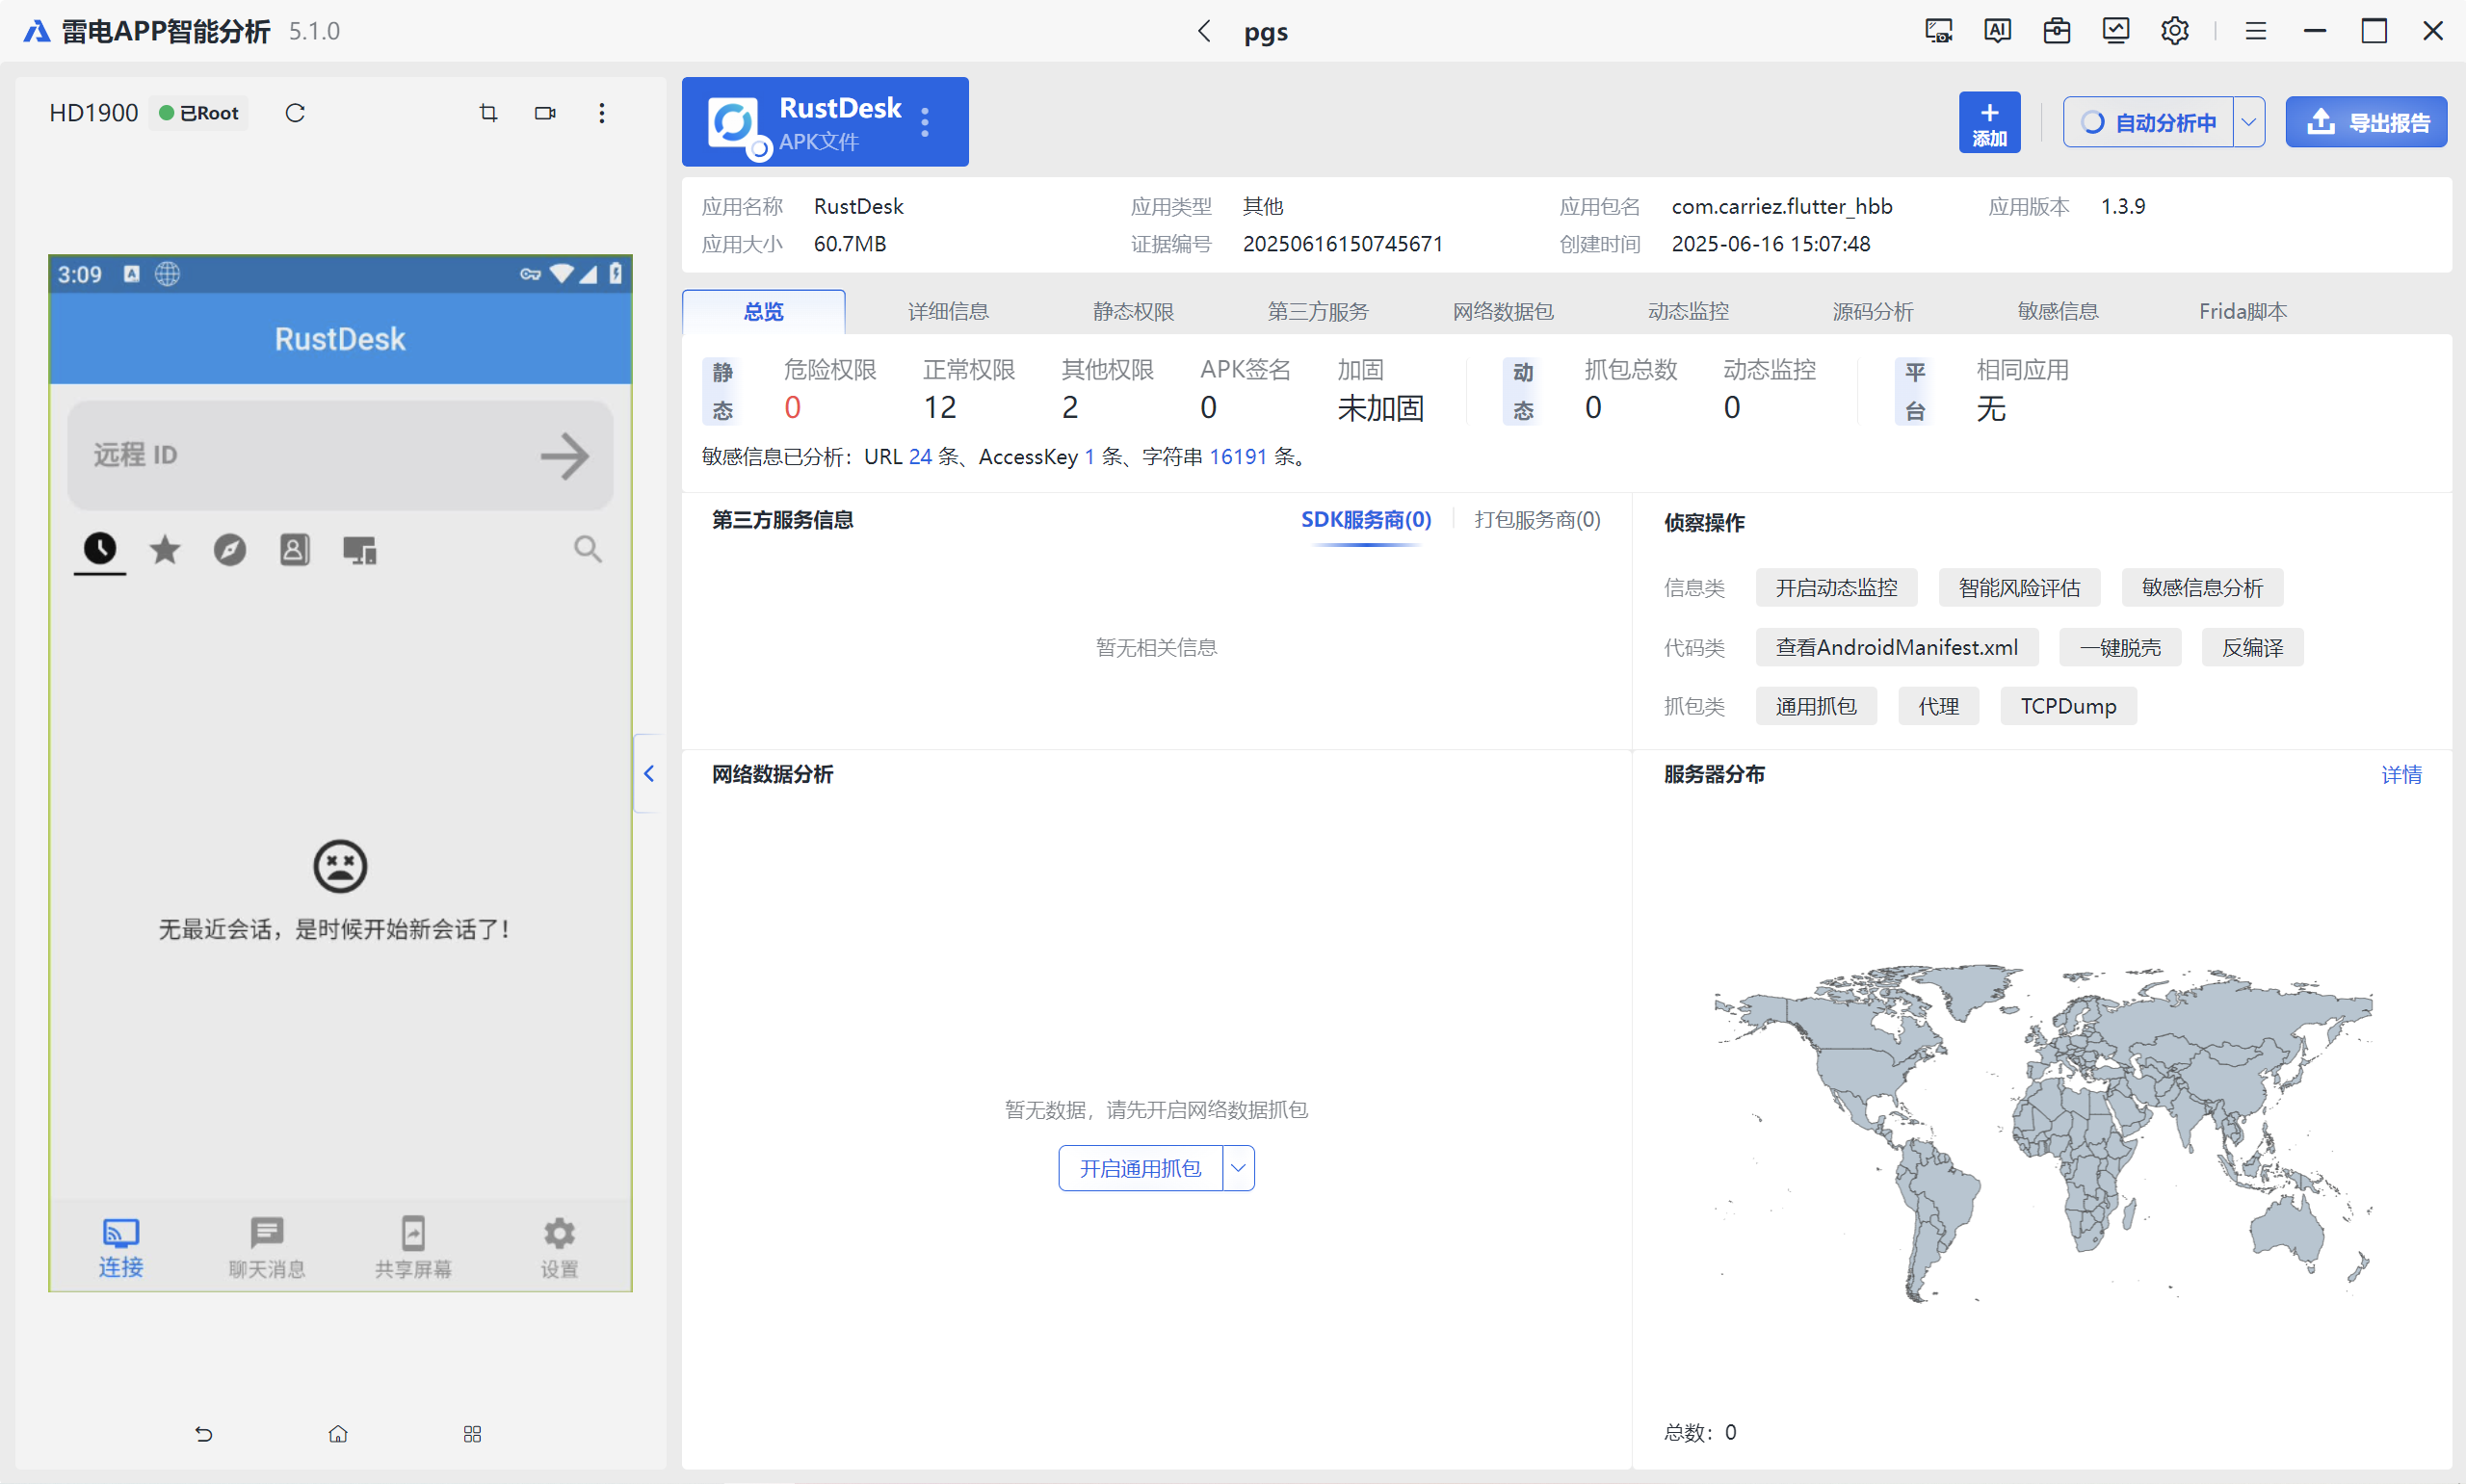 雷电APP智能分析 5.1.0
pgs
AI
HD1900 已Root
3:09 A
RustDesk
远程 ID
无最近会话，是时候开始新会话了！
连接 聊天消息 共享屏幕 设置
RustDesk
APK文件
添加
自动分析中
导出报告
应用名称 RustDesk 应用类型 其他 应用包名 com.carriez.flutter_hbb 应用版本 1.3.9
应用大小 60.7MB 证据编号 20250616150745671 创建时间 2025-06-16 15:07:48
总览 详细信息 静态权限 第三方服务 网络数据包 动态监控 源码分析 敏感信息 Frida脚本
静态 危险权限 正常权限 其他权限 APK签名 加固 动态 抓包总数 动态监控 平台 相同应用
0 12 2 0 未加固 0 0 无
敏感信息已分析：URL 24 条、AccessKey 1 条、字符串 16191 条。
第三方服务信息 SDK服务商(0) 打包服务商(0)
暂无相关信息
侦察操作
信息类 开启动态监控 智能风险评估 敏感信息分析
代码类 查看AndroidManifest.xml 一键脱壳 反编译
抓包类 通用抓包 代理 TCPDump
网络数据分析
暂无数据，请先开启网络数据抓包
开启通用抓包
服务器分布 详情
总数：0